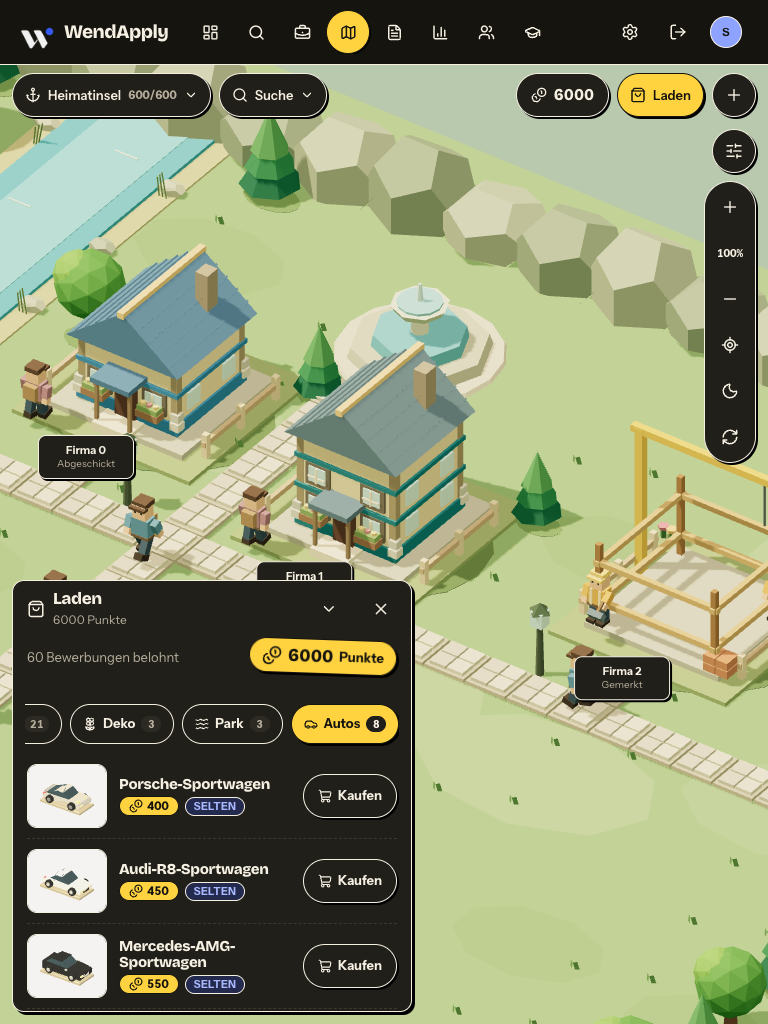 WendApply
S
Heimatinsel 600/600
Suche
6000
Laden
100%
Firma 0
Abgeschickt
Firma 1
Firma 2
Gemerkt
Laden
6000 Punkte
60 Bewerbungen belohnt
6000 Punkte
21
Deko 3
Park 3
Autos 8
Porsche-Sportwagen
400 SELTEN
Kaufen
Audi-R8-Sportwagen
450 SELTEN
Kaufen
Mercedes-AMG-
Sportwagen
550 SELTEN
Kaufen